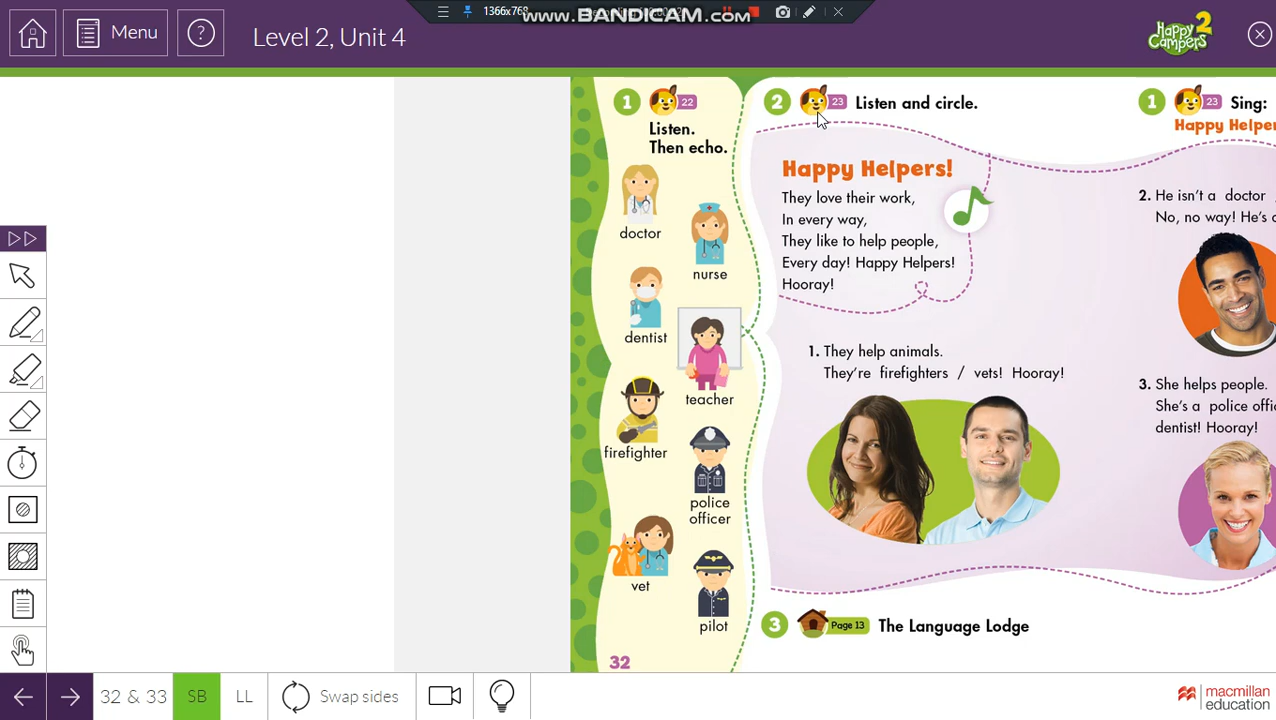 1366x768
www.BANDICAM.com
Menu
?
Level 2, Unit 4
Happy Campers 2
1 22
Listen.
Then echo.
doctor
nurse
dentist
teacher
firefighter
police
officer
vet
pilot
32
2 23 Listen and circle.
Happy Helpers!
They love their work,
In every way,
They like to help people,
Every day! Happy Helpers!
Hooray!
1. They help animals.
They're firefighters / vets! Hooray!
3 Page 13 The Language Lodge
1 23 Sing:
Happy Helper
2. He isn't a doctor
No, no way! He's
3. She helps people.
She's a police offi
dentist! Hooray!
32 & 33
SB
LL
Swap sides
macmillan
education